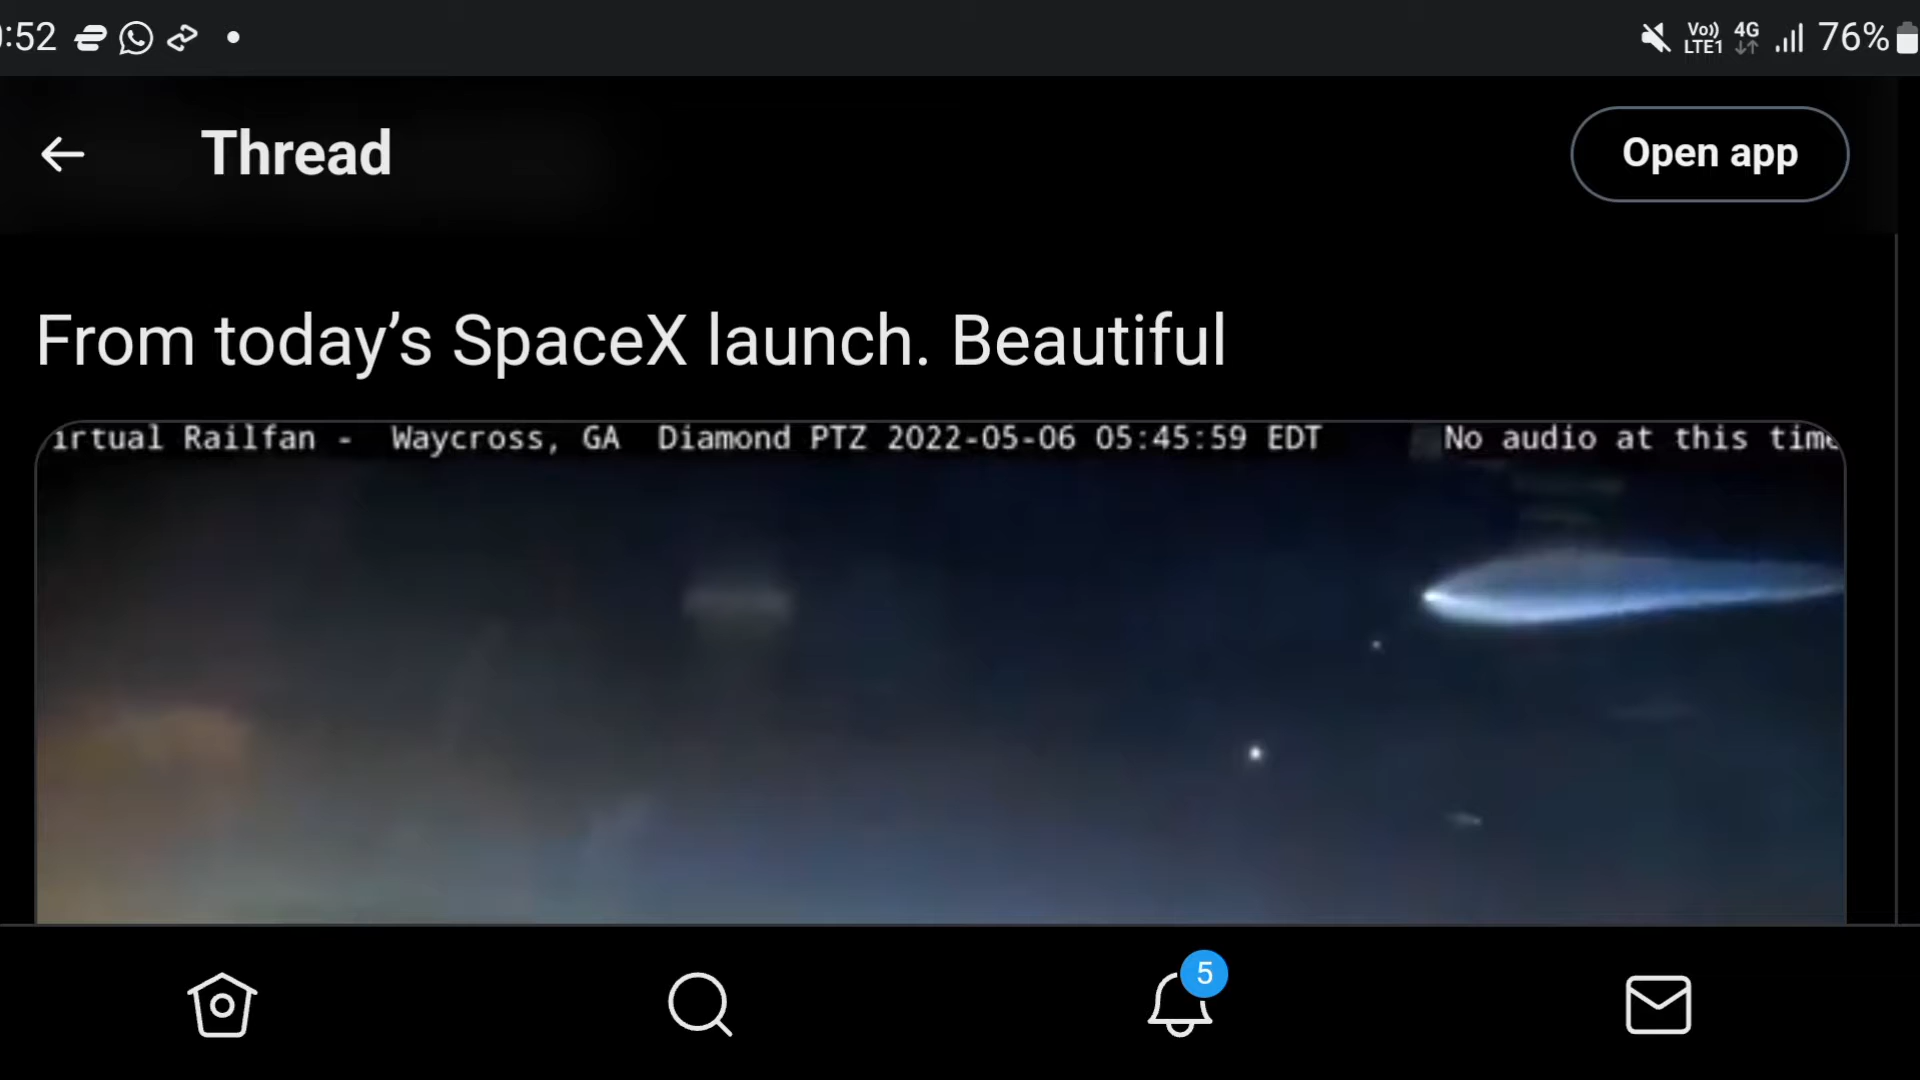 :52
Vo)) 4G
LTE1
76%
Thread
Open app
From today’s SpaceX launch. Beautiful
irtual Railfan - Waycross, GA Diamond PTZ 2022-05-06 05:45:59 EDT No audio at this time
5